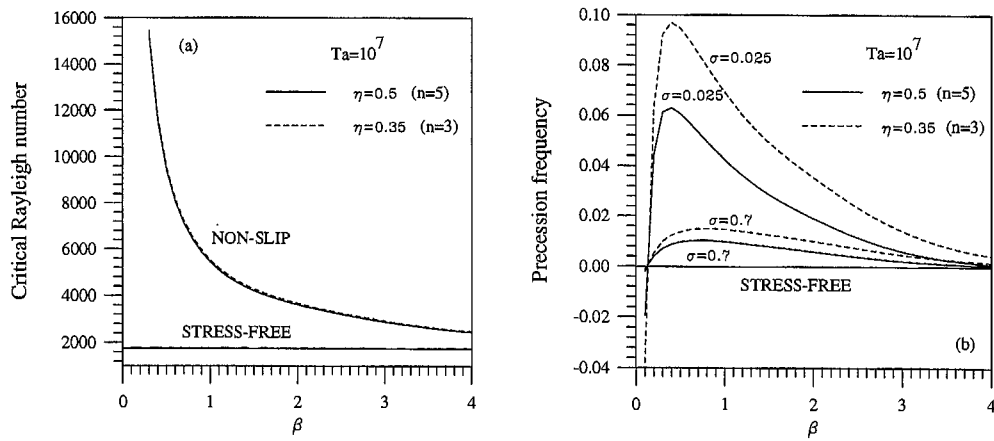 16000
14000
12000
10000
8000
6000
4000
2000
Critical Rayleigh number
(a)
Ta=10^7
η=0.5 (n=5)
η=0.35 (n=3)
NON-SLIP
STRESS-FREE
0
1
2
3
4
β
0.10
0.08
0.06
0.04
0.02
0.00
-0.02
-0.04
Precession frequency
σ=0.025
σ=0.025
Ta=10^7
η=0.5 (n=5)
η=0.35 (n=3)
σ=0.7
σ=0.7
STRESS-FREE
(b)
0
1
2
3
4
β